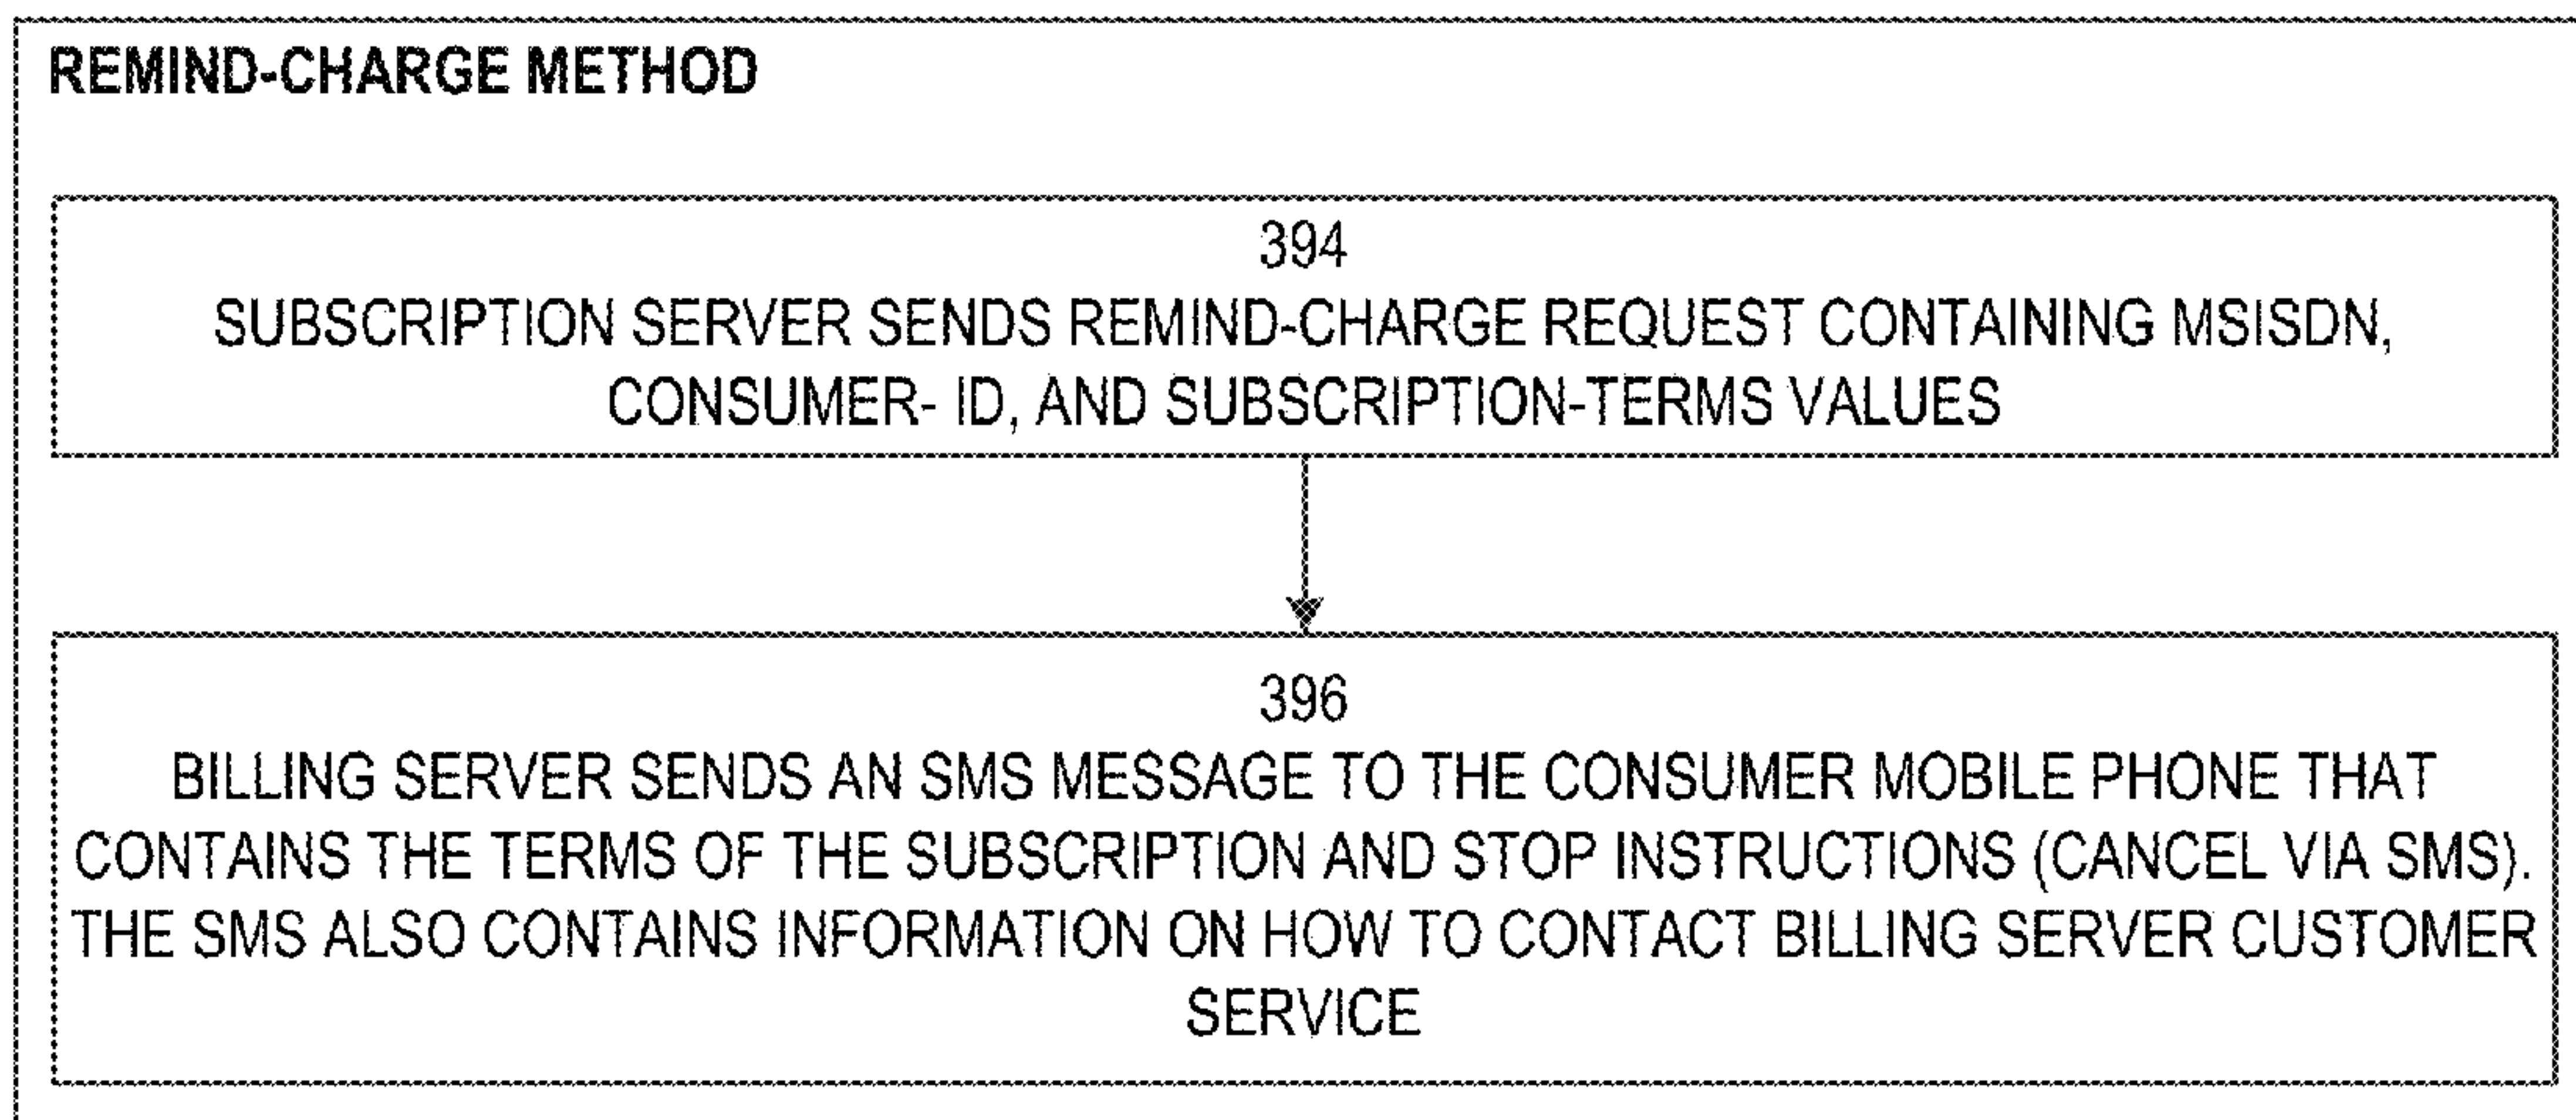 REMIND-CHARGE METHOD
394
SUBSCRIPTION SERVER SENDS REMIND-CHARGE REQUEST CONTAINING MSISDN,
CONSUMER- ID, AND SUBSCRIPTION-TERMS VALUES
396
BILLING SERVER SENDS AN SMS MESSAGE TO THE CONSUMER MOBILE PHONE THAT
CONTAINS THE TERMS OF THE SUBSCRIPTION AND STOP INSTRUCTIONS (CANCEL VIA SMS).
THE SMS ALSO CONTAINS INFORMATION ON HOW TO CONTACT BILLING SERVER CUSTOMER
SERVICE